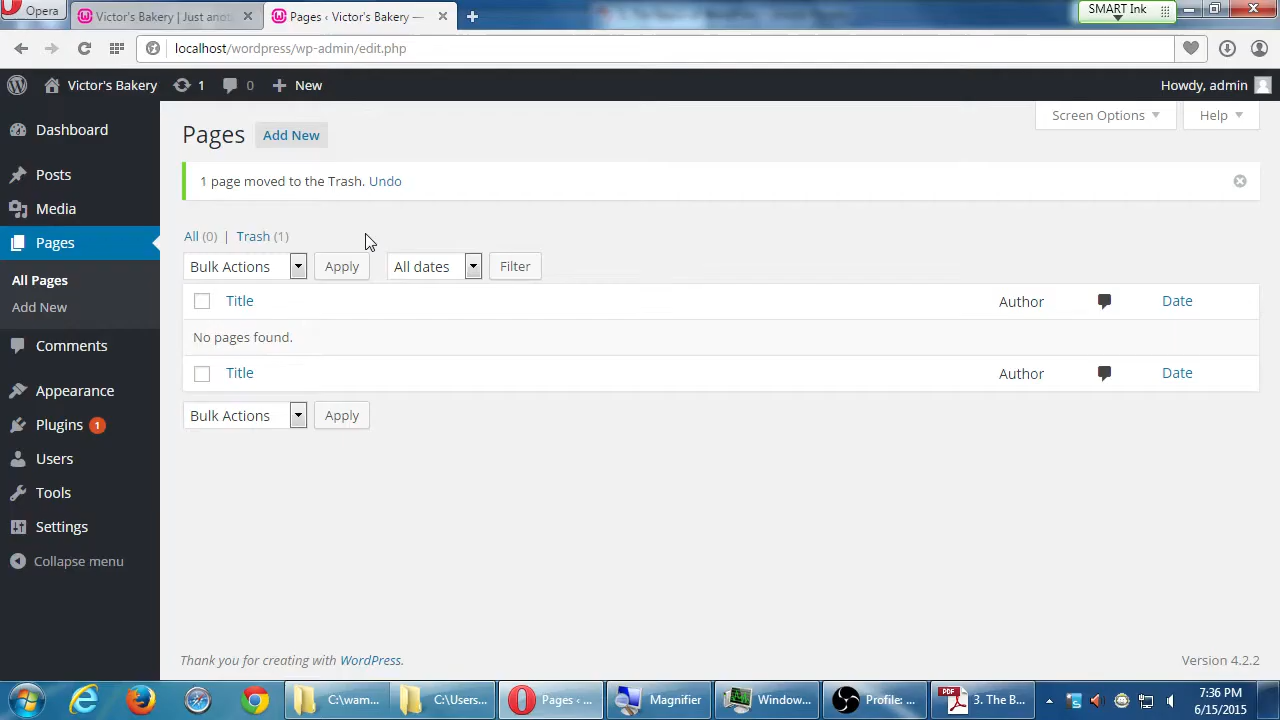 Opera
Victor's Bakery | Just anot
Pages ‹ Victor's Bakery —
SMART Ink
localhost/wordpress/wp-admin/edit.php
Victor's Bakery 1 0 New
Howdy, admin
Dashboard
Posts
Media
Pages
All Pages
Add New
Comments
Appearance
Plugins 1
Users
Tools
Settings
Collapse menu
Screen Options
Help
Pages Add New
1 page moved to the Trash. Undo
All (0) | Trash (1)
Bulk Actions Apply All dates Filter
Title Author Date
No pages found.
Title Author Date
Bulk Actions Apply
Thank you for creating with WordPress.
Version 4.2.2
C:\wam... C:\Users... Pages ‹ ... Magnifier Window... Profile: ... PDF 3. The B...
7:36 PM
6/15/2015